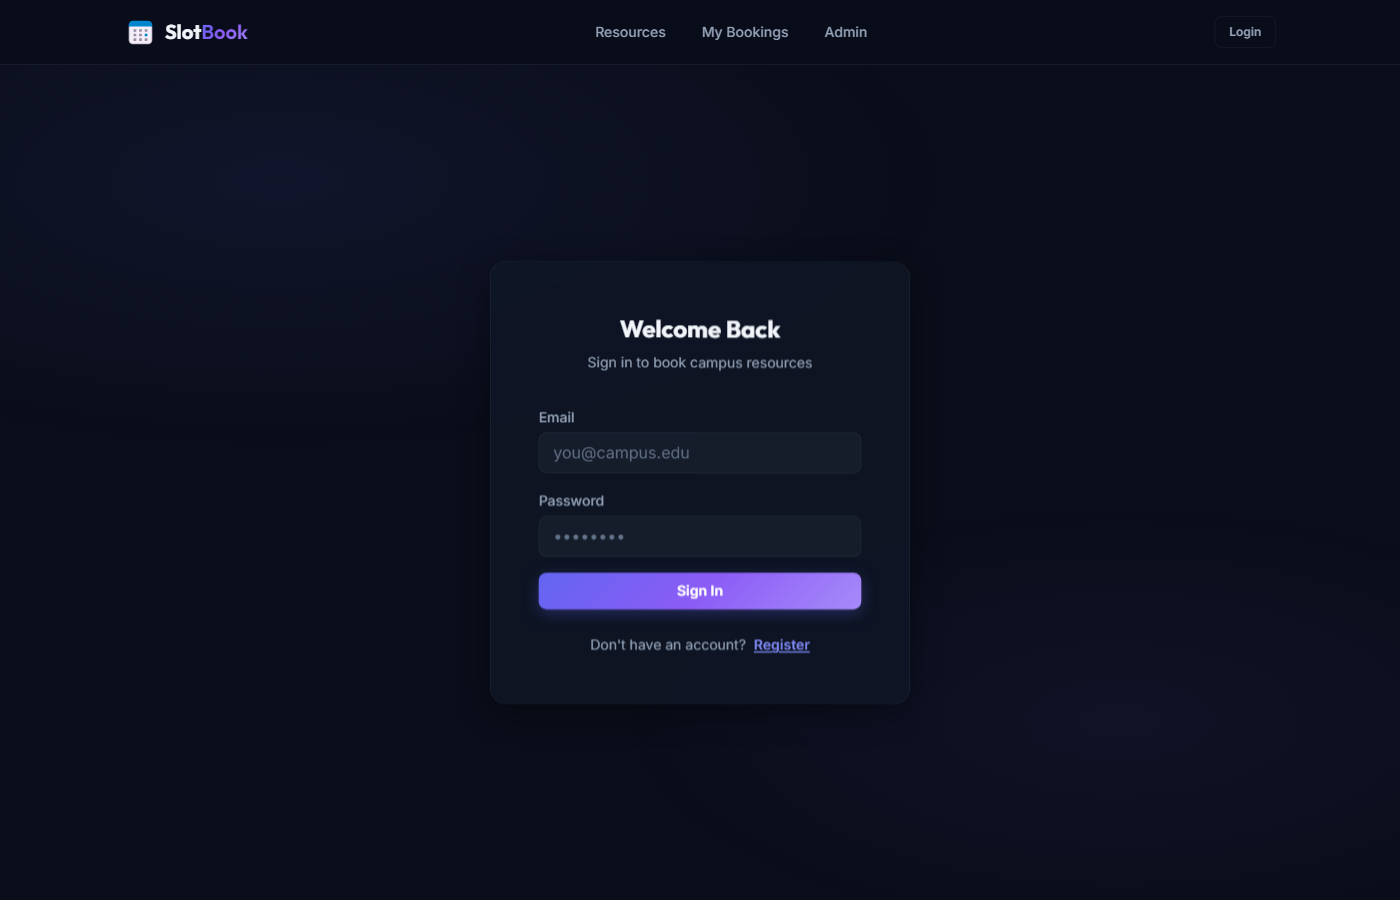 SlotBook
Resources
My Bookings
Admin
Login
Welcome Back
Sign in to book campus resources
Email
you@campus.edu
Password
••••••••
Sign In
Don't have an account? Register